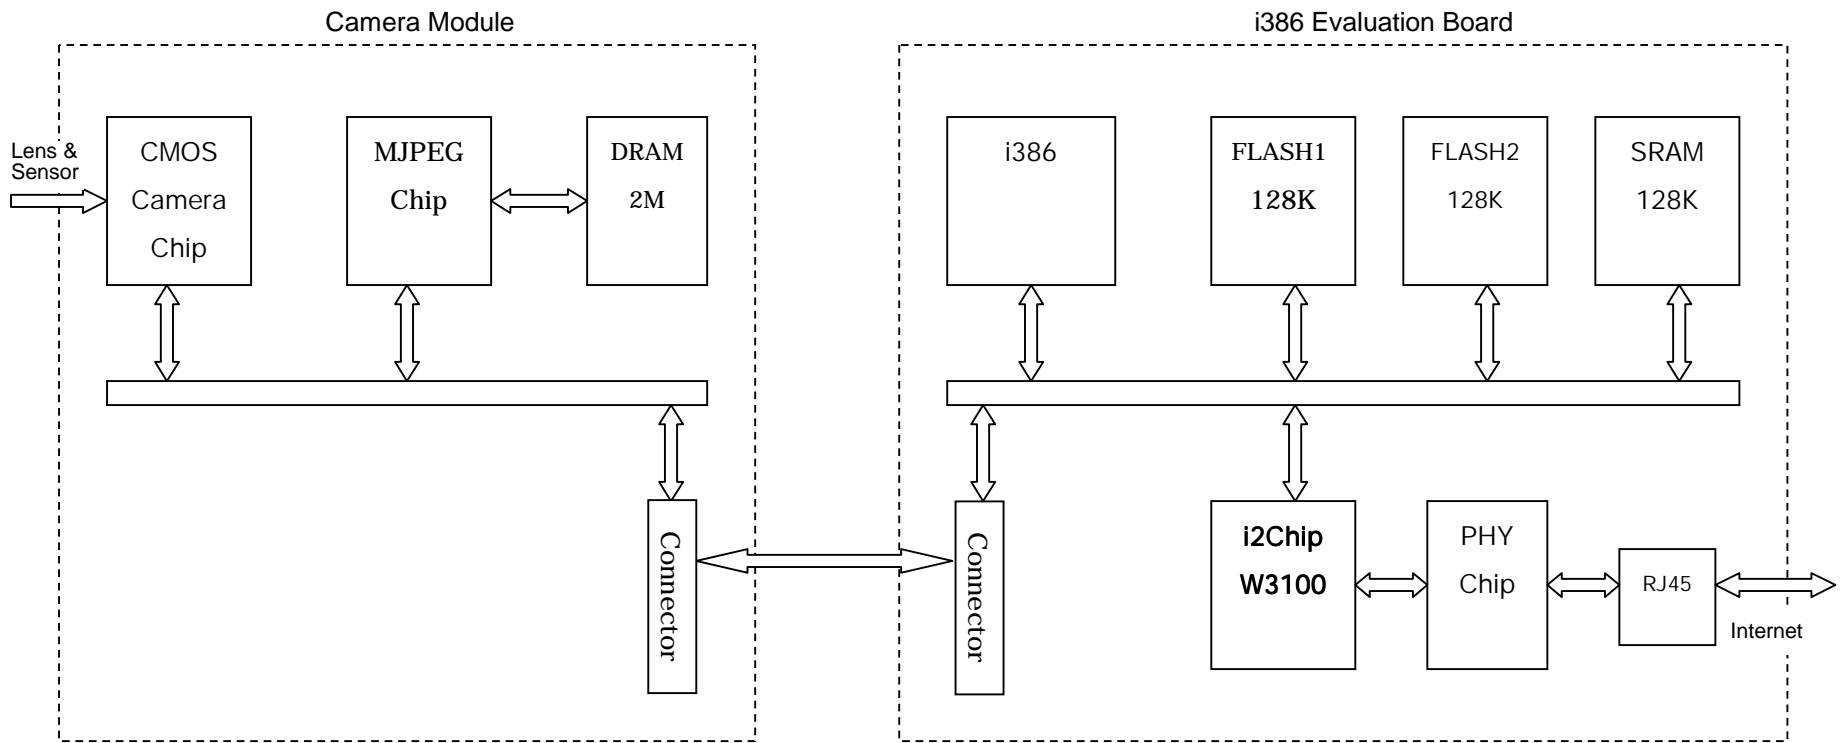 Camera Module
i386 Evaluation Board
Lens &
Sensor
CMOS
Camera
Chip
MJPEG
Chip
DRAM
2M
i386
FLASH1
128K
FLASH2
128K
SRAM
128K
Connector
Connector
i2Chip
W3100
PHY
Chip
RJ45
Internet